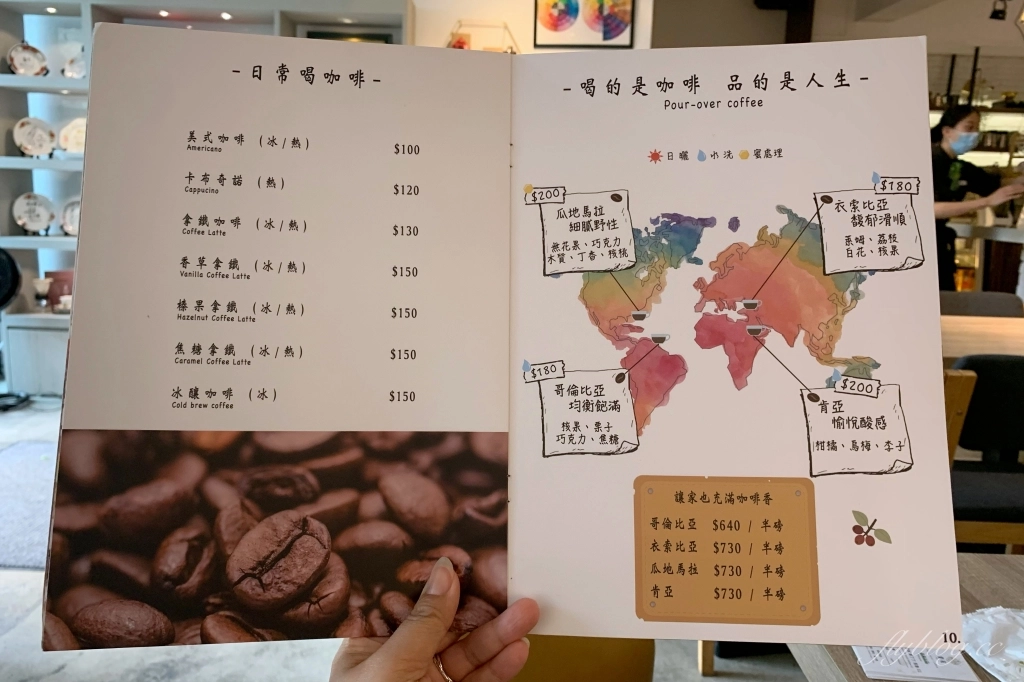 -日常喝咖啡-
美式咖啡 (冰/熱) $100
Americano
卡布奇諾 (熱) $120
Cappucino
拿鐵咖啡 (冰/熱) $130
Coffee Latte
香草拿鐵 (冰/熱) $150
Vanilla Coffee Latte
榛果拿鐵 (冰/熱) $150
Hazelnut Coffee Latte
焦糖拿鐵 (冰/熱) $150
Caramel Coffee Latte
冰釀咖啡 (冰) $150
Cold brew coffee
-喝的是咖啡 品的是人生-
Pour-over coffee
日曬 水洗 蜜處理
$200
瓜地馬拉
細膩野性
無花果、巧克力
木質、丁香、核桃
$180
衣索比亞
馥郁滑順
萊姆、荔枝
白花、核果
$180
哥倫比亞
均衡飽滿
核果、栗子
巧克力、焦糖
$200
肯亞
愉悅酸感
柑橘、烏梅、李子
讓家也充滿咖啡香
哥倫比亞 $640 / 半磅
衣索比亞 $730 / 半磅
瓜地馬拉 $730 / 半磅
肯亞 $730 / 半磅
10.
flyblog.cc